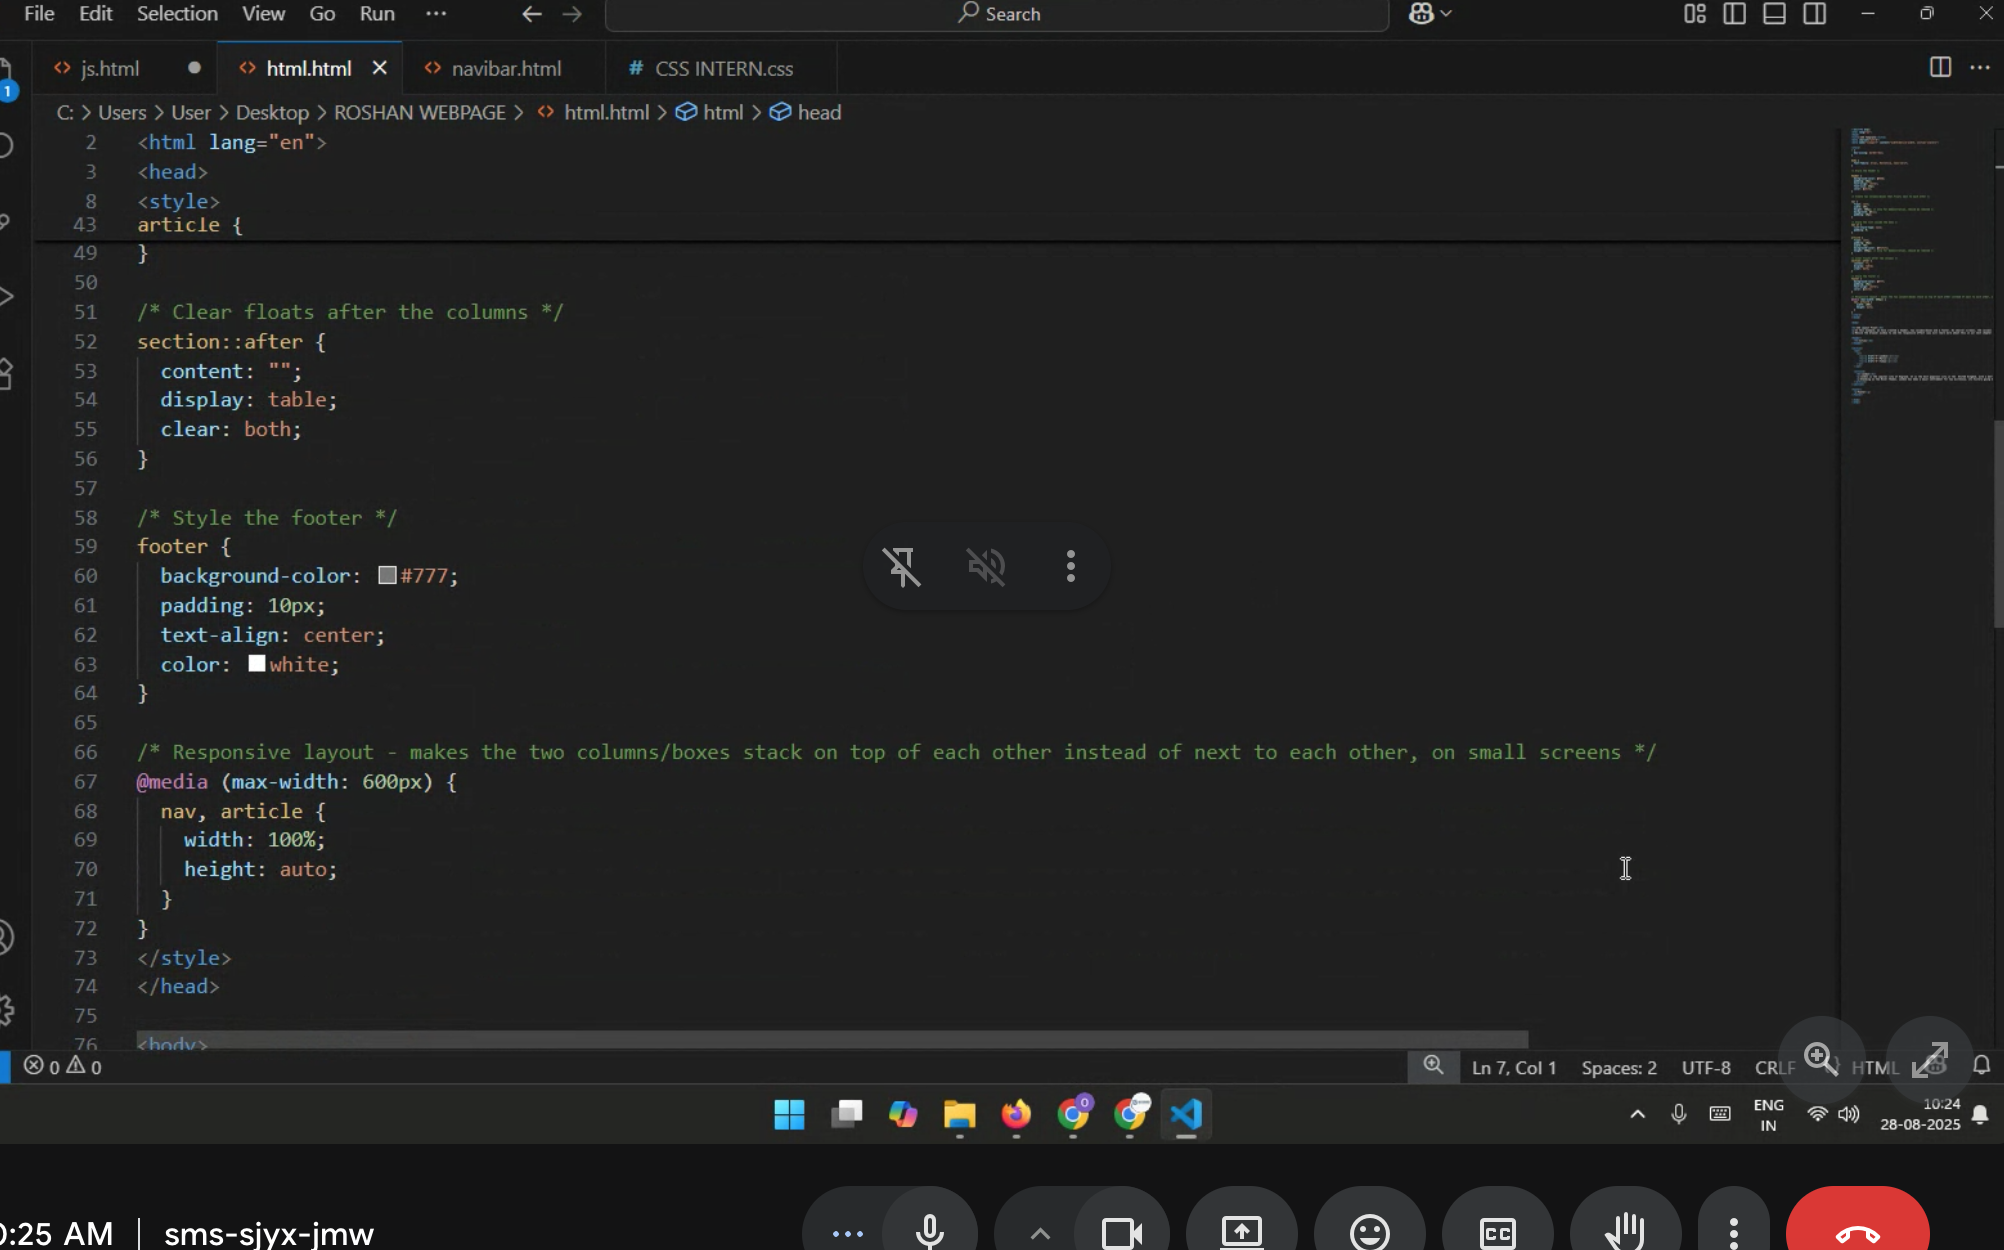 File Edit Selection View Go Run ··· Search
js.html html.html navibar.html # CSS INTERN.css
C: > Users > User > Desktop > ROSHAN WEBPAGE > html.html > html > head
2 <html lang="en">
3 <head>
8 <style>
43 article {
49 }
50
51 /* Clear floats after the columns */
52 section::after {
53 content: "";
54 display: table;
55 clear: both;
56 }
57
58 /* Style the footer */
59 footer {
60 background-color: #777;
61 padding: 10px;
62 text-align: center;
63 color: white;
64 }
65
66 /* Responsive layout - makes the two columns/boxes stack on top of each other instead of next to each other, on small screens */
67 @media (max-width: 600px) {
68 nav, article {
69 width: 100%;
70 height: auto;
71 }
72 }
73 </style>
74 </head>
75
76 <body>
0 0 Ln 7, Col 1 Spaces: 2 UTF-8 CRLF HTML
1
ENG
IN
10:24
28-08-2025
0:25 AM | sms-sjyx-jmw
CC